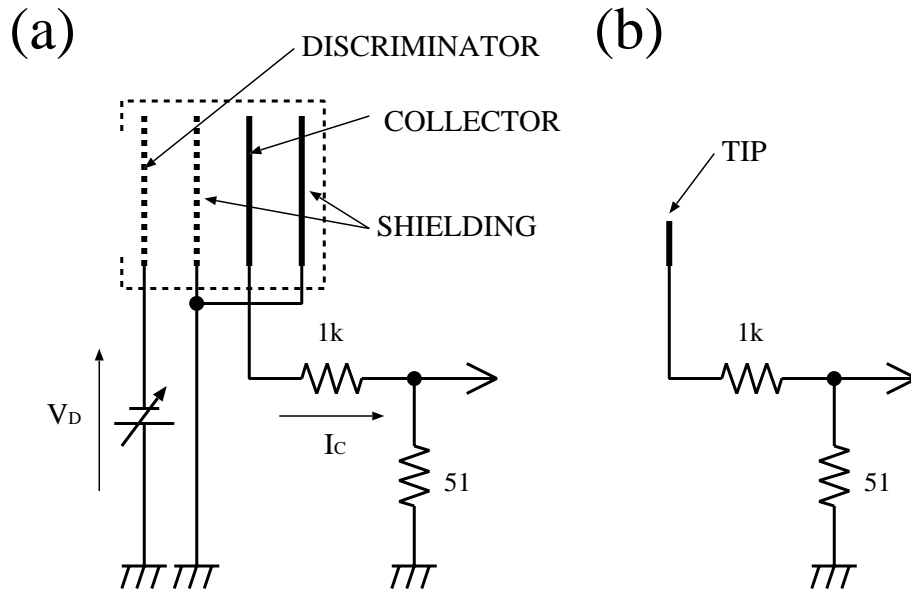 (a)
DISCRIMINATOR
COLLECTOR
SHIELDING
1k
VD
IC
51
(b)
TIP
1k
51